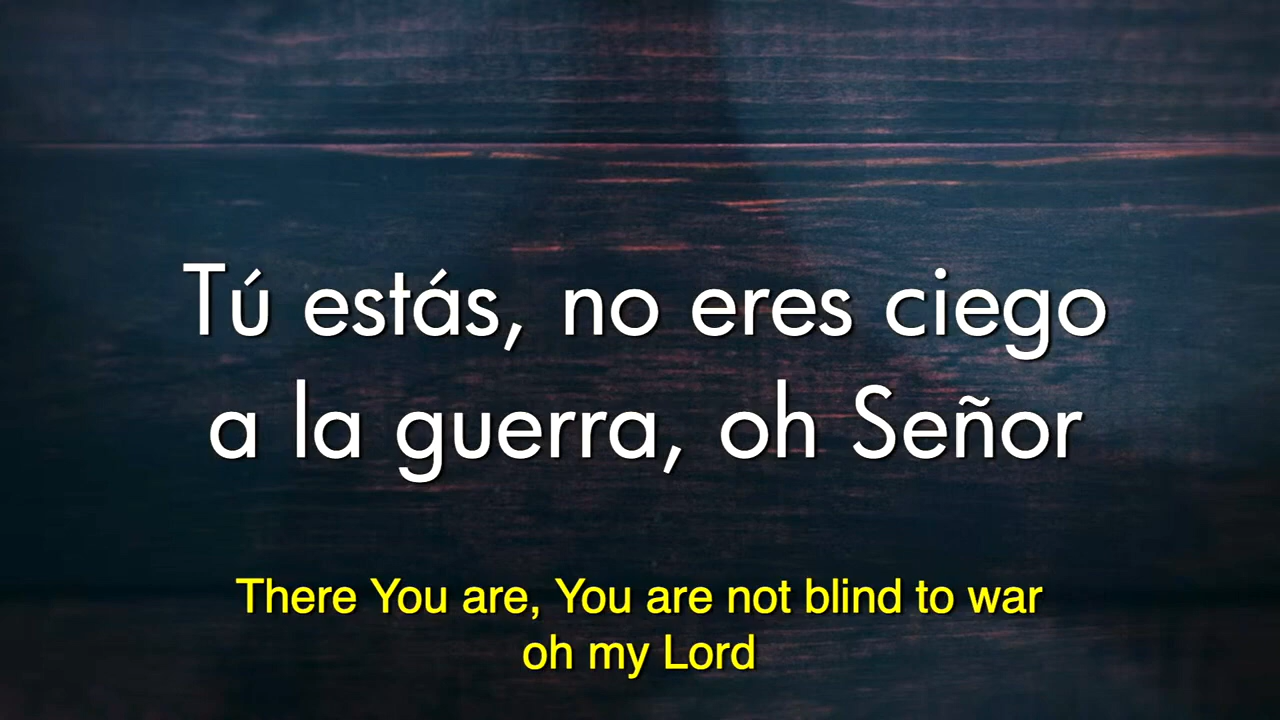 Tú estás, no eres ciego
a la guerra, oh Señor
There You are, You are not blind to war
oh my Lord